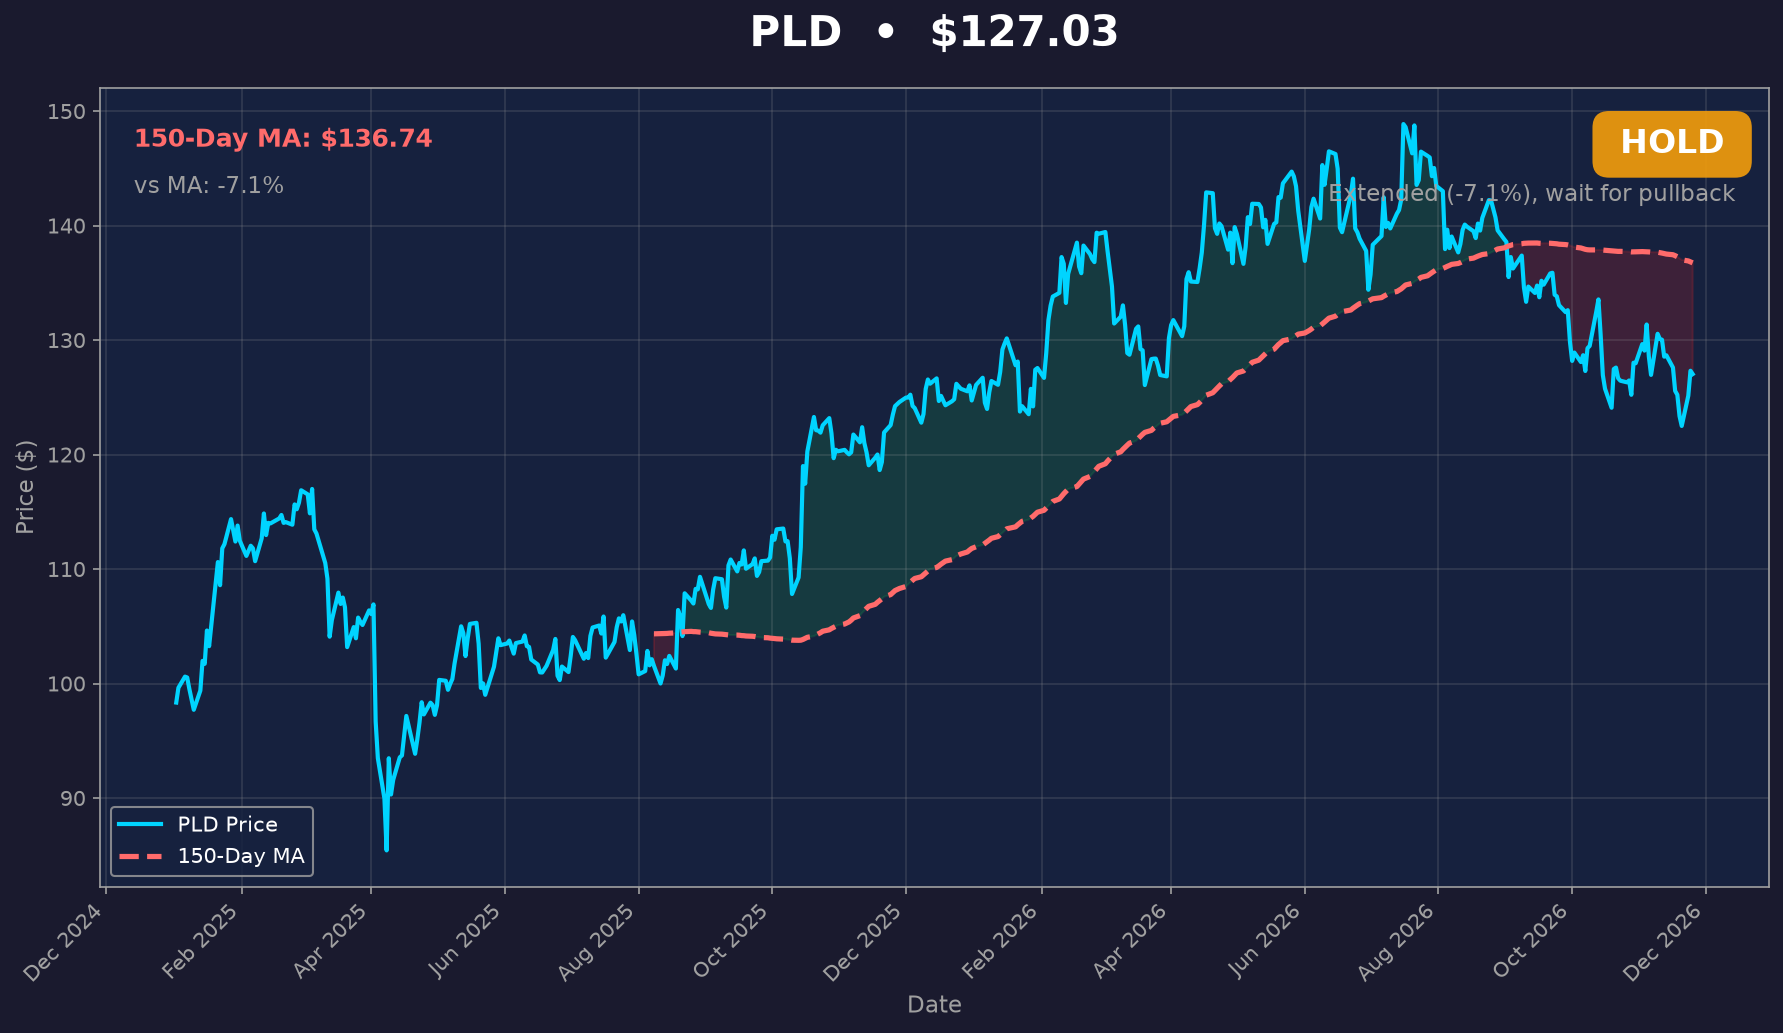 PLD • $127.03
150-Day MA: $136.74
vs MA: -7.1%
HOLD
Extended (-7.1%), wait for pullback
Price ($)
150
140
130
120
110
100
90
PLD Price
150-Day MA
Dec 2024
Feb 2025
Apr 2025
Jun 2025
Aug 2025
Oct 2025
Dec 2025
Feb 2026
Apr 2026
Jun 2026
Aug 2026
Oct 2026
Dec 2026
Date